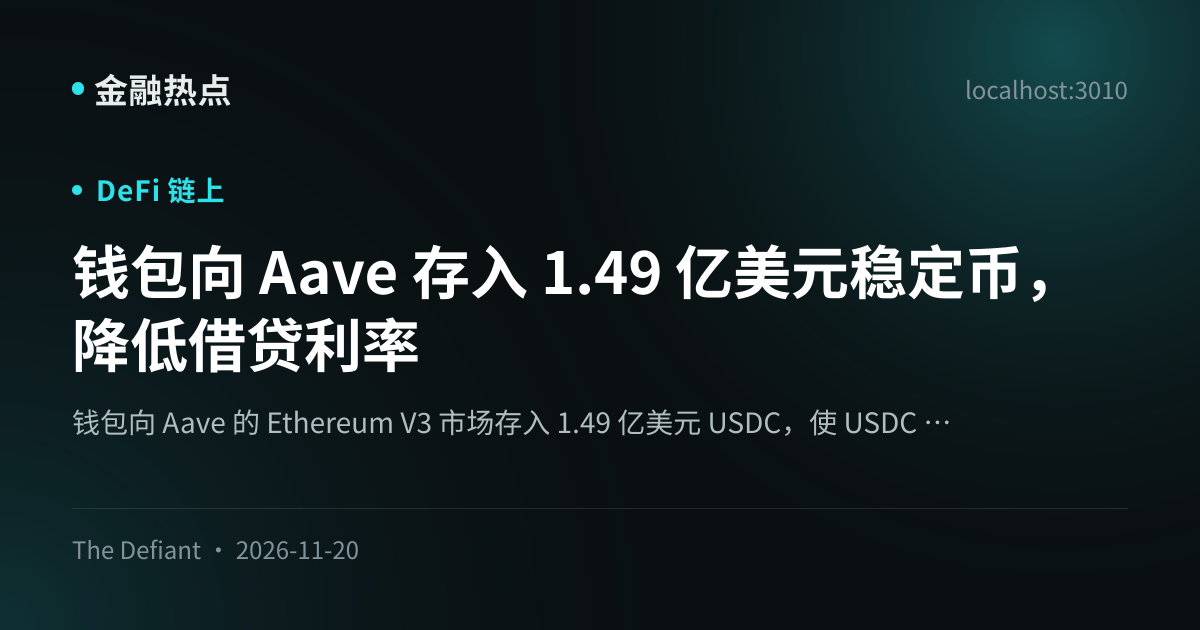 金融热点
localhost:3010
DeFi 链上
钱包向 Aave 存入 1.49 亿美元稳定币，
降低借贷利率
钱包向 Aave 的 Ethereum V3 市场存入 1.49 亿美元 USDC，使 USDC …
The Defiant · 2026-11-20